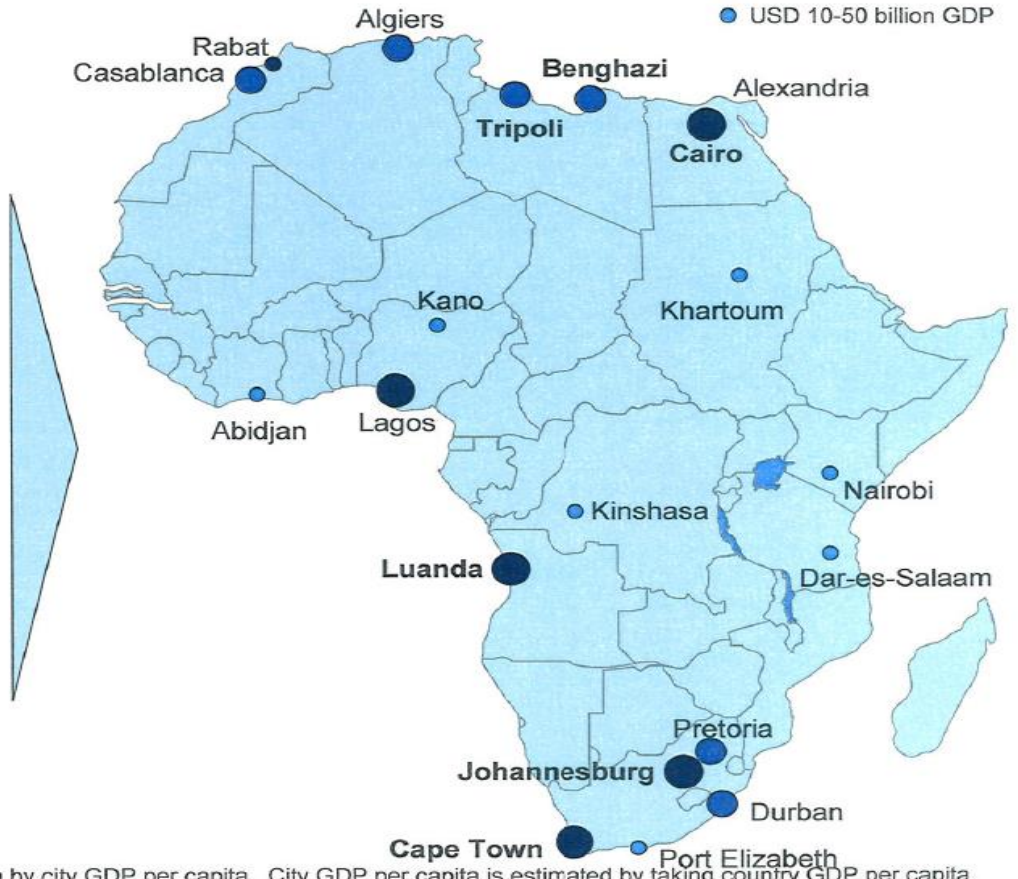 USD 10-50 billion GDP
Algiers
Rabat
Casablanca
Benghazi
Alexandria
Tripoli
Cairo
Kano
Khartoum
Abidjan
Lagos
Nairobi
Kinshasa
Luanda
Dar-es-Salaam
Pretoria
Johannesburg
Durban
Cape Town
Port Elizabeth
by city GDP per capita. City GDP per capita is estimated by taking country GDP per capita